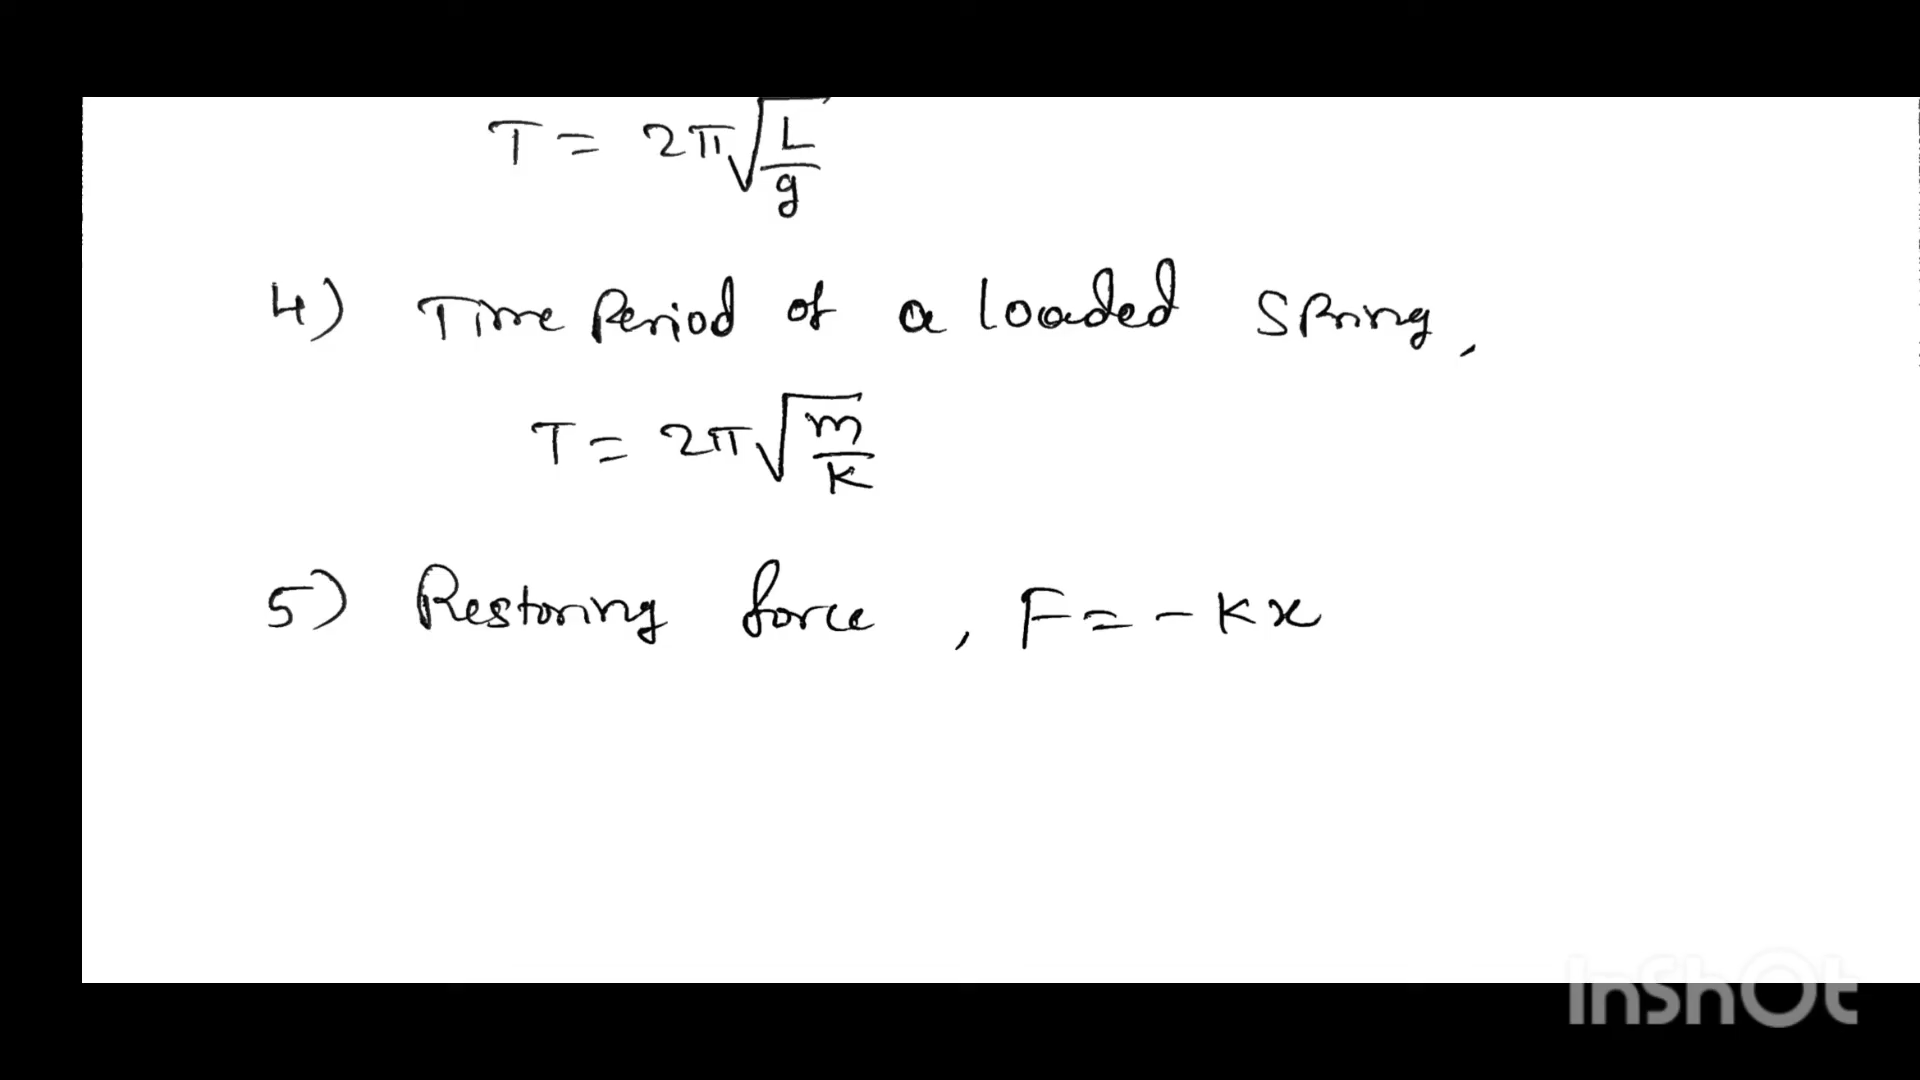 T = 2π√(L/g)
4) Time Period of a loaded Spring,
T = 2π√(m/K)
5) Restoring force, F = -Kx
InShOt